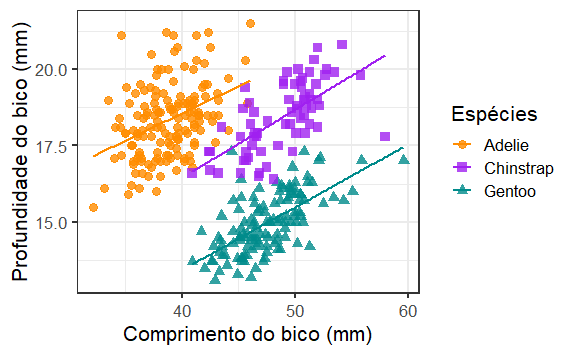 Profundidade do bico (mm)
20.0
17.5
15.0
40
50
60
Comprimento do bico (mm)
Espécies
Adelie
Chinstrap
Gentoo